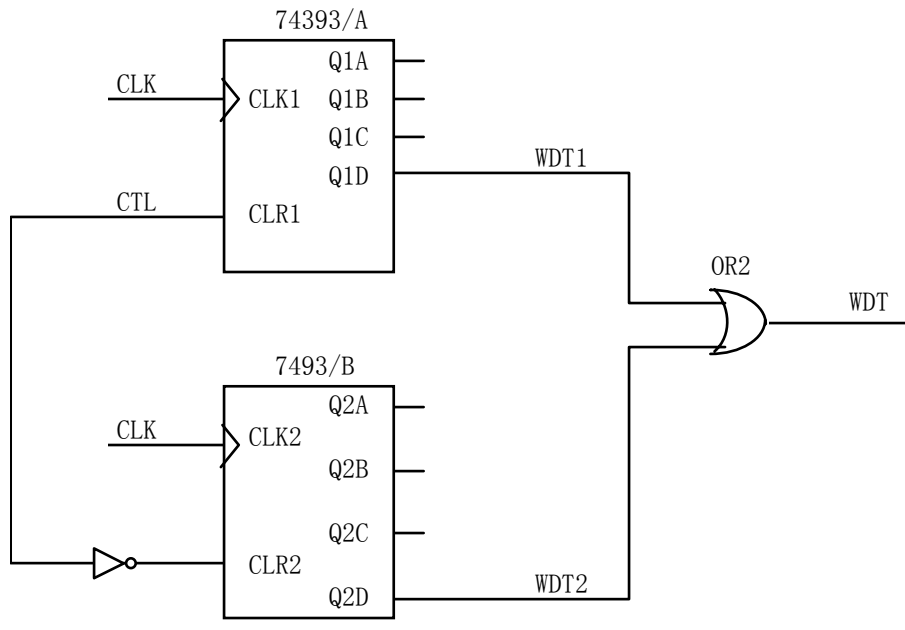 74393/A
Q1A
CLK
CLK1
Q1B
Q1C
WDT1
Q1D
CTL
CLR1
OR2
WDT
7493/B
Q2A
CLK
CLK2
Q2B
Q2C
CLR2
WDT2
Q2D